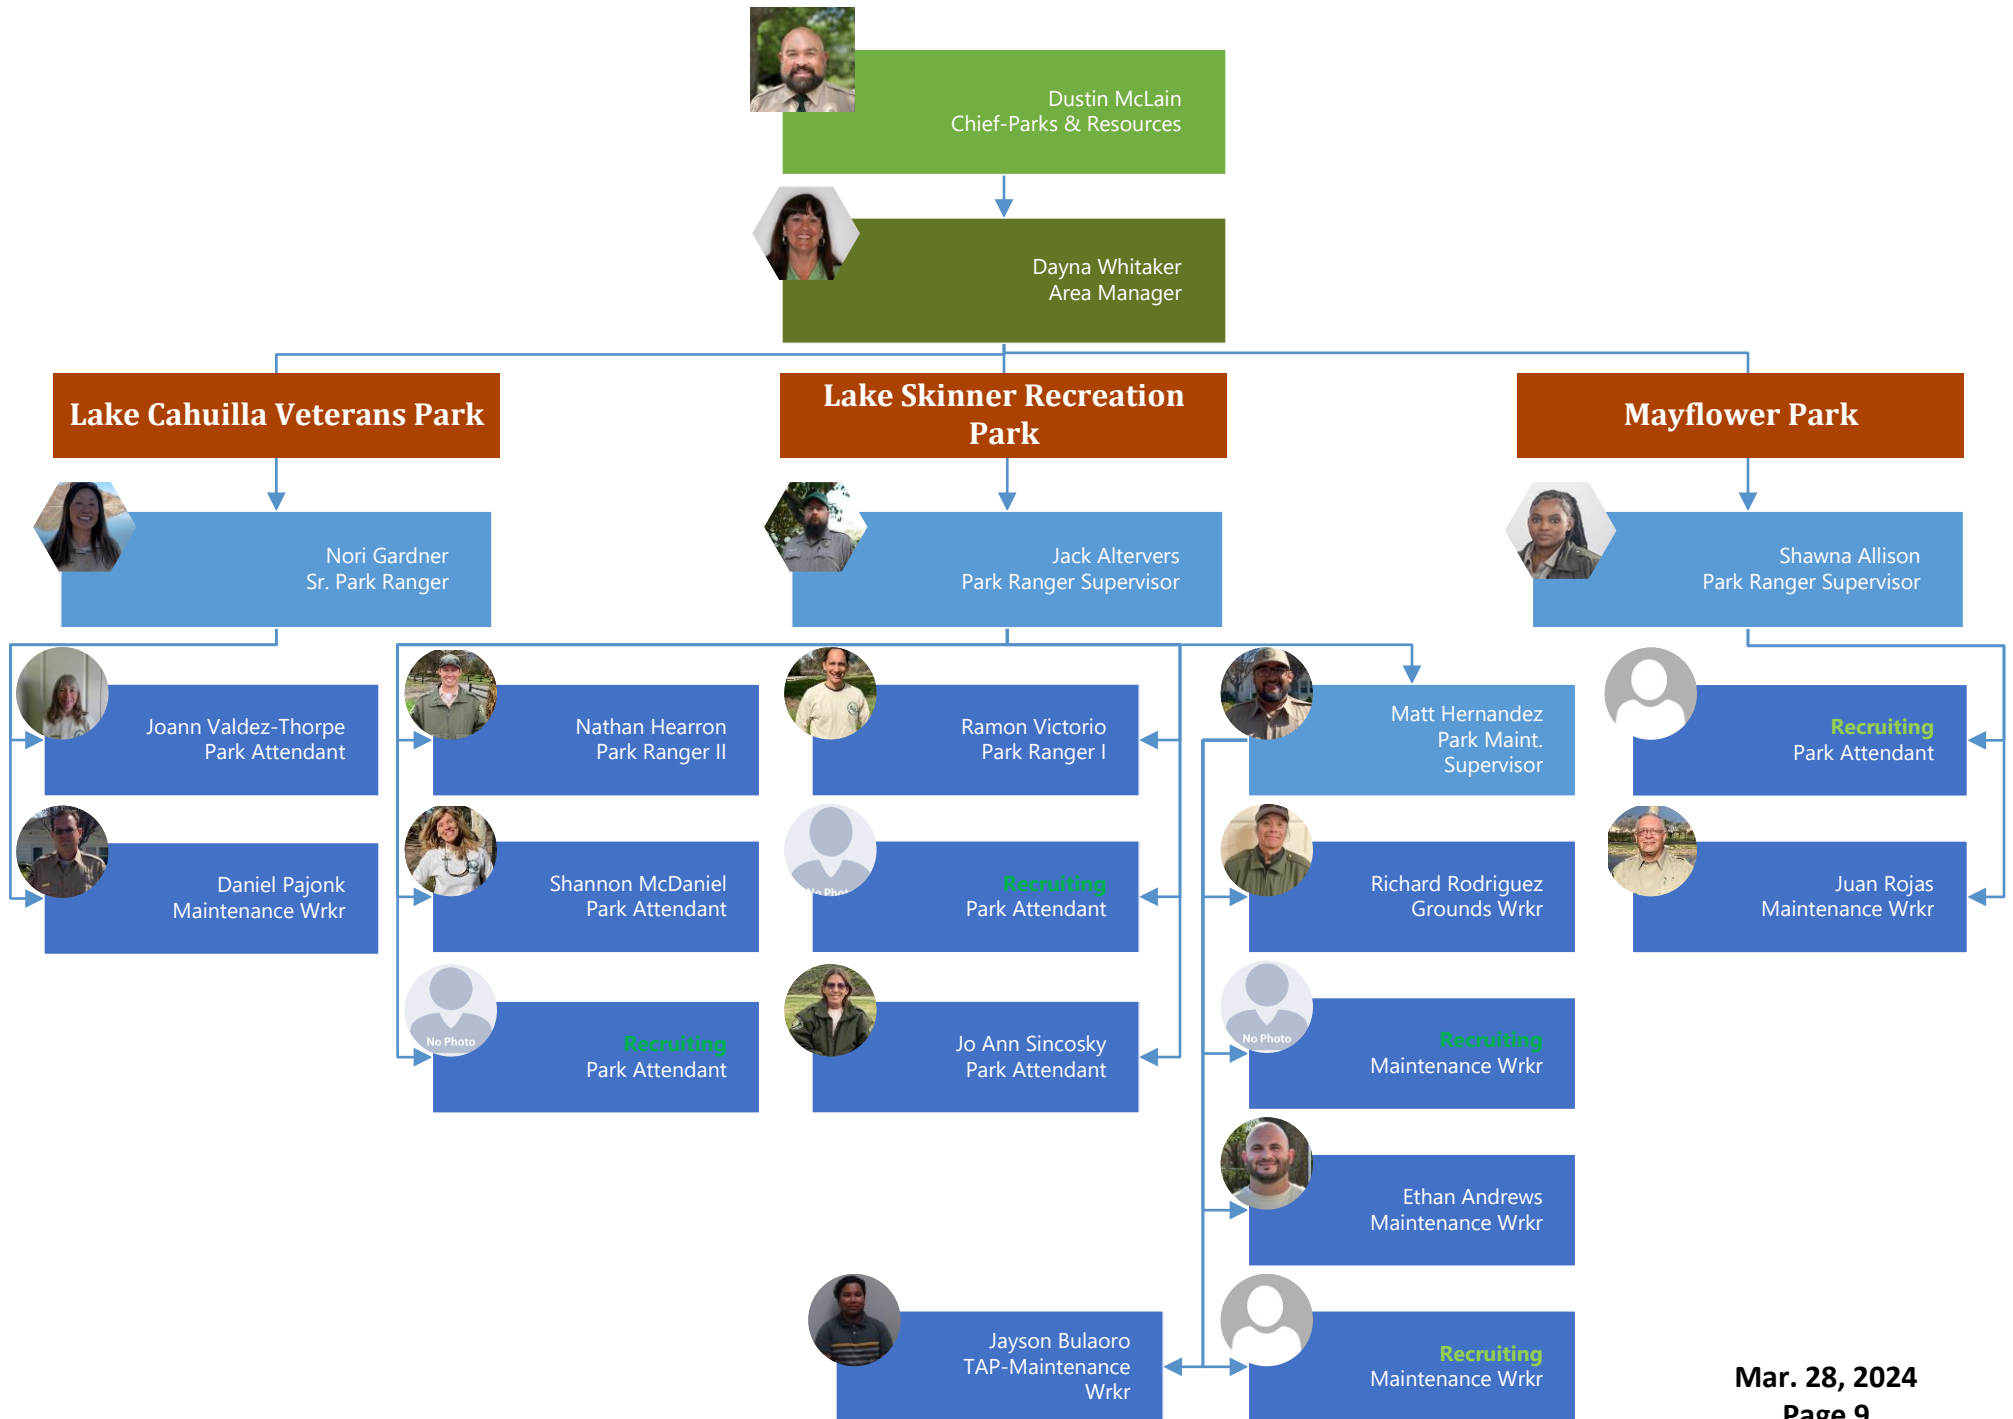 Dustin McLain
Chief-Parks & Resources
Dayna Whitaker
Area Manager
Lake Cahuilla Veterans Park
Lake Skinner Recreation
Park
Mayflower Park
Nori Gardner
Sr. Park Ranger
Jack Altervers
Park Ranger Supervisor
Shawna Allison
Park Ranger Supervisor
Joann Valdez-Thorpe
Park Attendant
Nathan Hearron
Park Ranger II
Ramon Victorio
Park Ranger I
Matt Hernandez
Park Maint.
Supervisor
Recruiting
Park Attendant
Daniel Pajonk
Maintenance Wrkr
Shannon McDaniel
Park Attendant
No Photo
Recruiting
Park Attendant
Richard Rodriguez
Grounds Wrkr
Juan Rojas
Maintenance Wrkr
No Photo
Recruiting
Park Attendant
Jo Ann Sincosky
Park Attendant
No Photo
Recruiting
Maintenance Wrkr
Ethan Andrews
Maintenance Wrkr
Jayson Bulaoro
TAP-Maintenance
Wrkr
Recruiting
Maintenance Wrkr
Mar. 28, 2024
Page 9